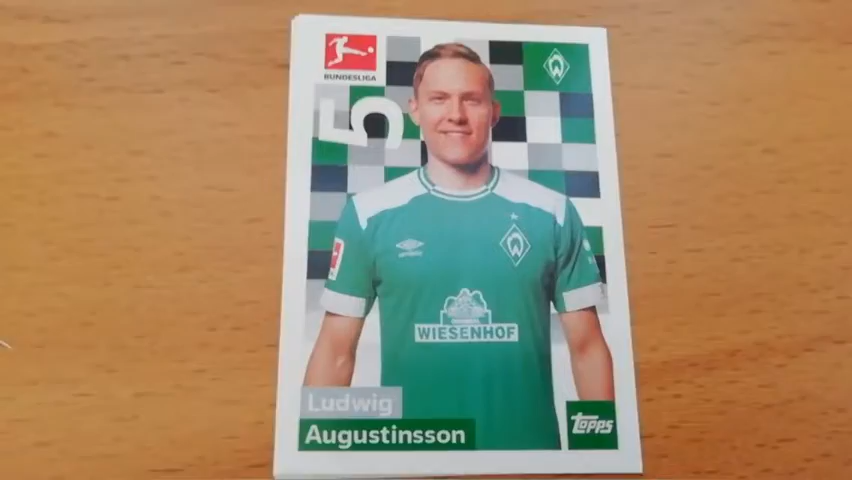 BUNDESLIGA
5
WIESENHOF
Ludwig
Augustinsson
Topps